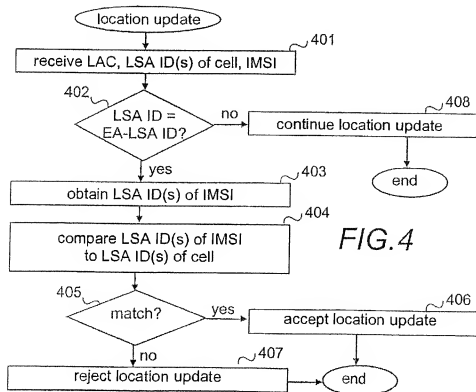 location update
401
receive LAC, LSA ID(s) of cell, IMSI
402
LSA ID =
EA-LSA ID?
no
408
continue location update
yes
end
403
obtain LSA ID(s) of IMSI
404
compare LSA ID(s) of IMSI
to LSA ID(s) of cell
FIG.4
405
match?
yes
406
accept location update
no
407
reject location update
end